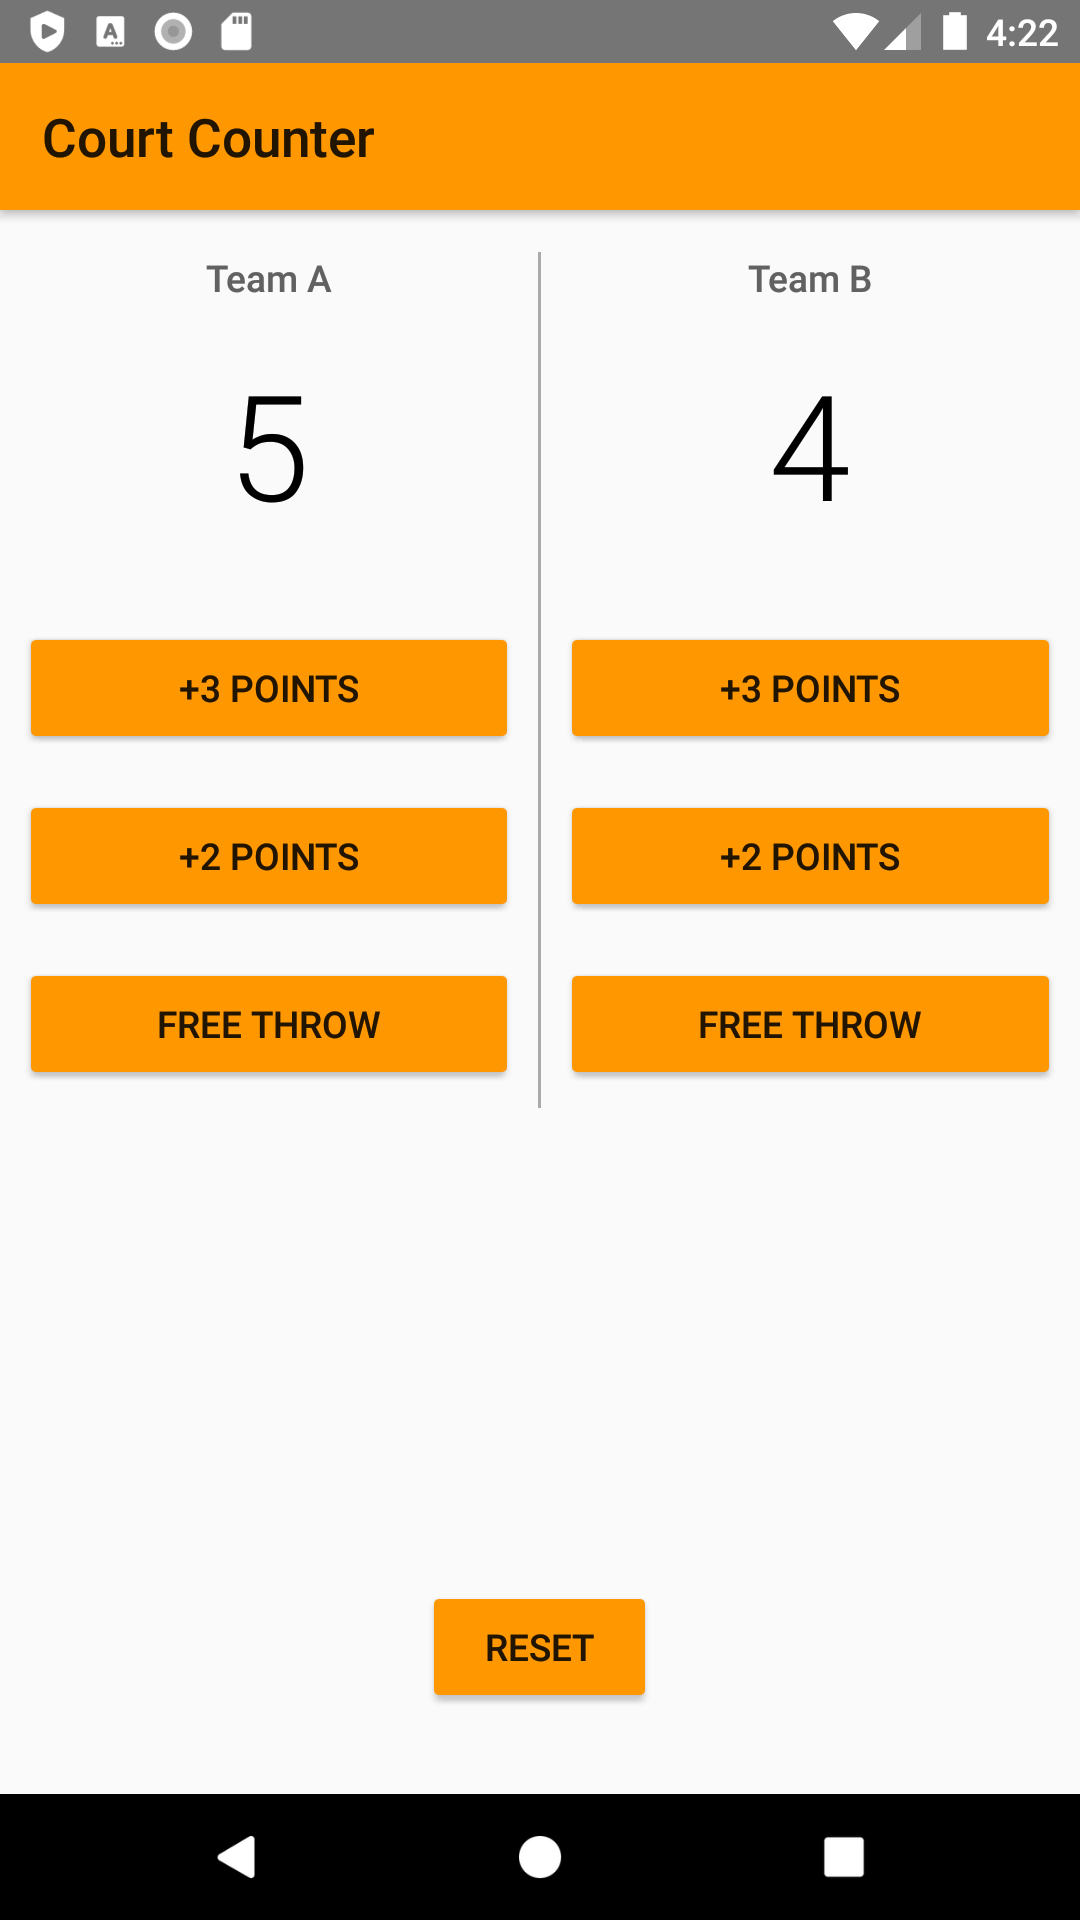 4:22
Court Counter
Team A
Team B
5
4
+3 POINTS
+3 POINTS
+2 POINTS
+2 POINTS
FREE THROW
FREE THROW
RESET